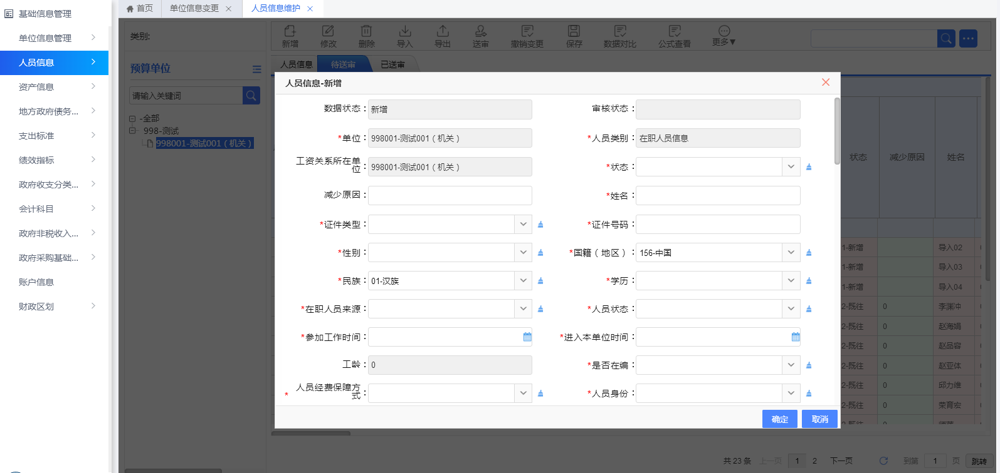 基础信息管理
单位信息管理
人员信息
资产信息
地方政府债务...
支出标准
绩效指标
政府收支分类...
会计科目
政府非税收入...
政府采购基础...
账户信息
财政区划
首页 单位信息变更 人员信息维护
类别:
预算单位
请输入关键词
-全部
998-测试
998001-测试001（机关）
新增 修改 删除 导入 导出 送审 撤销变更 保存 数据对比 公式查看 更多▼
人员信息 待送审 已送审
人员信息-新增
数据状态： 新增 审核状态：
*单位： 998001-测试001（机关） *人员类别： 在职人员信息
工资关系所在单
位： 998001-测试001（机关） *状态：
减少原因： *姓名：
*证件类型： *证件号码：
*性别： *国籍（地区）： 156-中国
*民族： 01-汉族 *学历：
*在职人员来源： *人员状态：
*参加工作时间： *进入本单位时间：
工龄： 0 *是否在编：
*人员经费保障方
式： *人员身份：
确定 取消
状态 减少原因 姓名
1-新增 导入02
1-新增 导入03
1-新增 导入04
2-既往 0 李渊冲
2-既往 0 赵海娟
2-既往 0 赵品容
2-既往 0 赵亚体
2-既往 0 邱力维
2-既往 0 荣育宏
共 23 条 上一页 1 2 下一页 到第 1 页 跳转